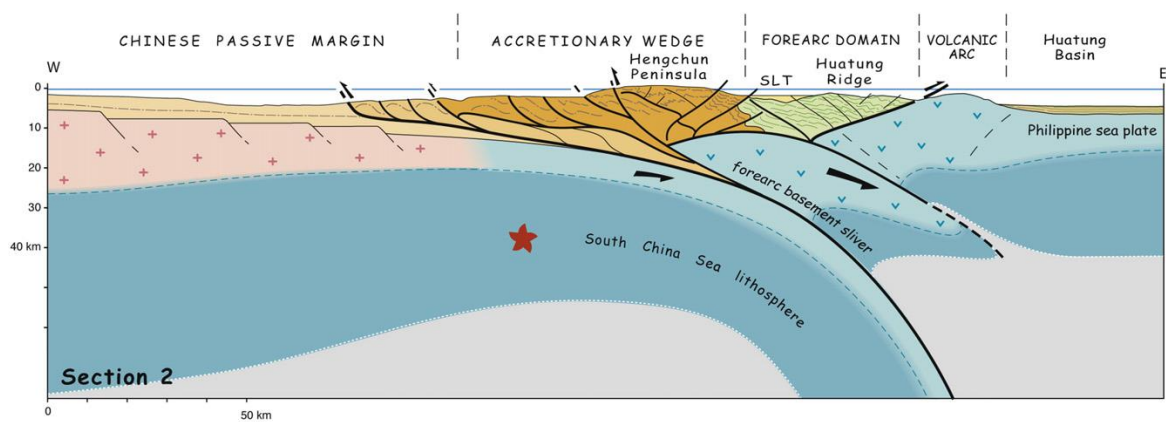 CHINESE PASSIVE MARGIN
ACCRETIONARY WEDGE
FOREARC DOMAIN
VOLCANIC
ARC
Huatung
Basin
Hengchun
Peninsula
SLT
Huatung
Ridge
W
E
0
10
20
30
40 km
Philippine sea plate
forearc basement sliver
South China Sea lithosphere
Section 2
0
50 km